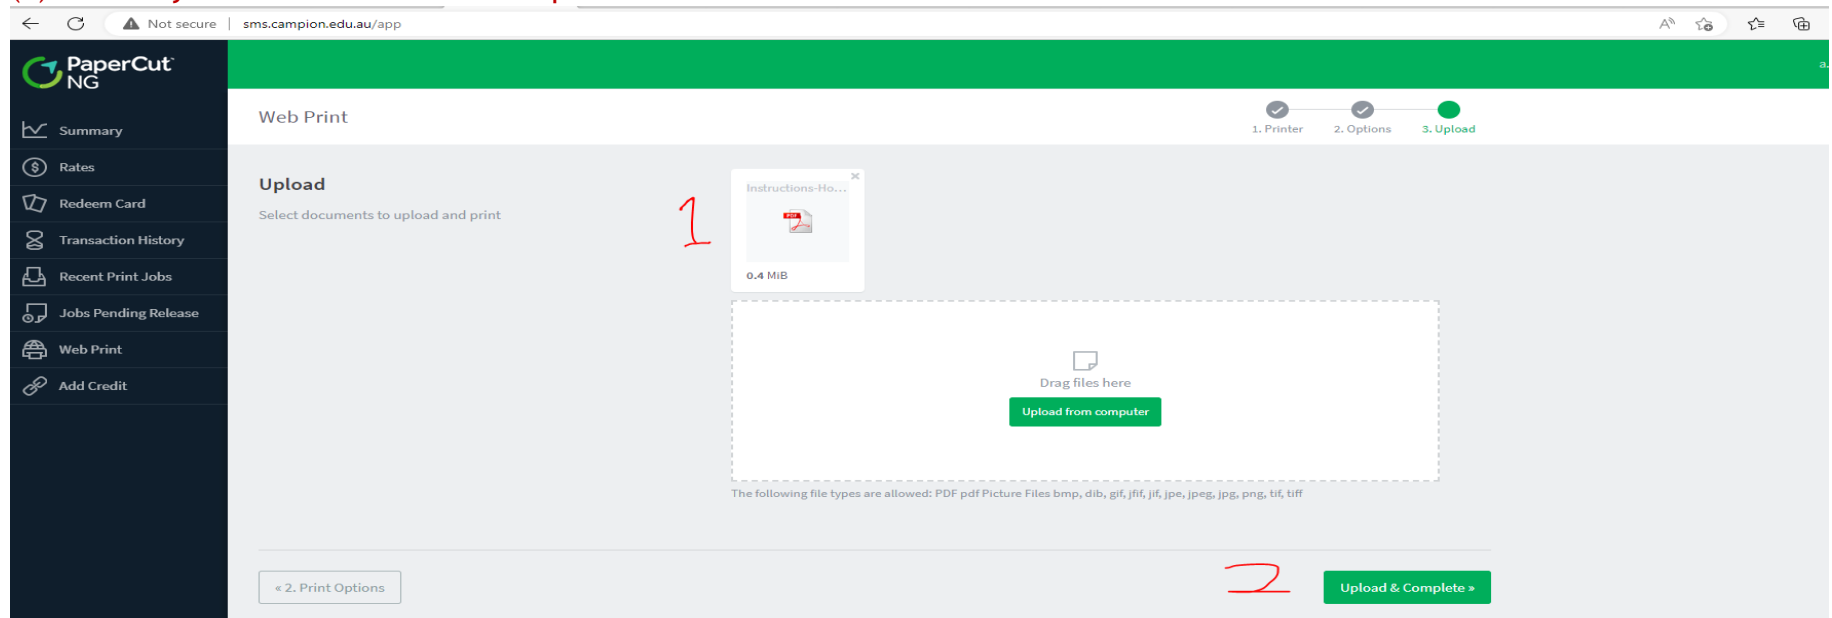 Not secure | sms.campion.edu.au/app
PaperCut
NG
Web Print
1. Printer 2. Options 3. Upload
Summary
Rates
Redeem Card
Transaction History
Recent Print Jobs
Jobs Pending Release
Web Print
Add Credit
Upload
Select documents to upload and print
1
Instructions-Ho...
PDF
0.4 MiB
Drag files here
Upload from computer
The following file types are allowed: PDF pdf Picture Files bmp, dib, gif, jfif, jif, jpe, jpeg, jpg, png, tif, tiff
« 2. Print Options
2
Upload & Complete »